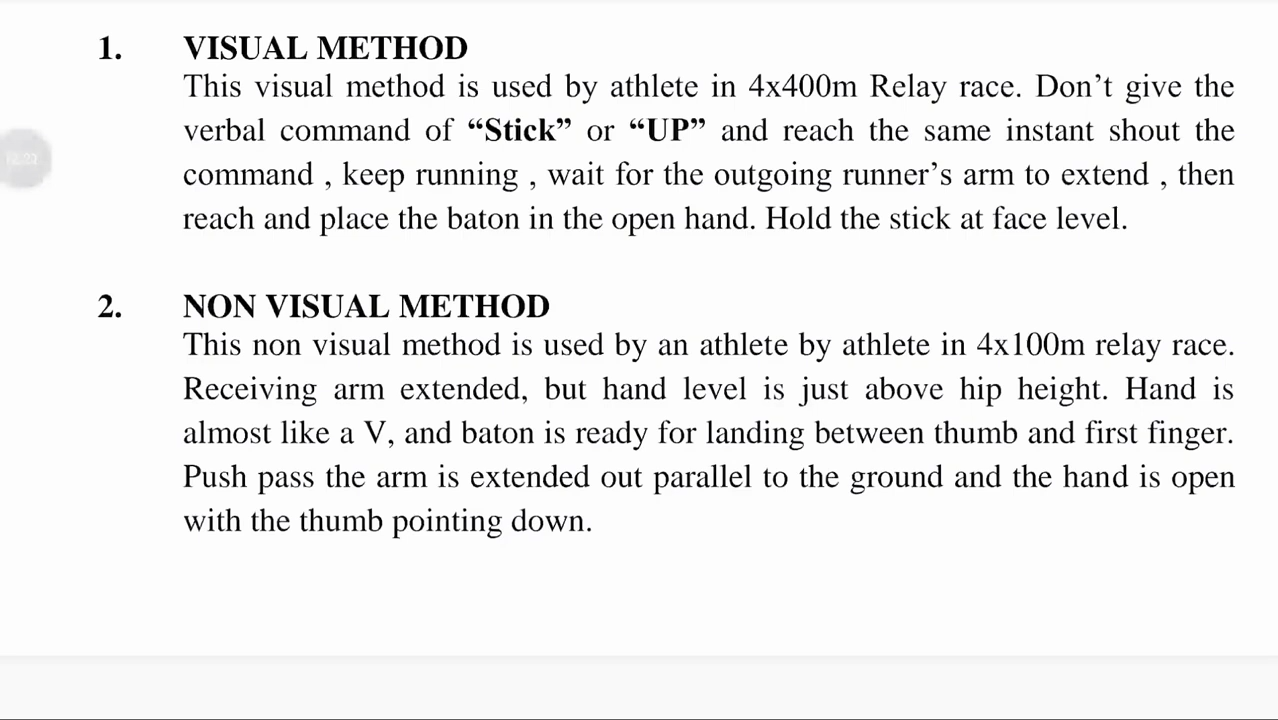 1. VISUAL METHOD
This visual method is used by athlete in 4x400m Relay race. Don’t give the
verbal command of “Stick” or “UP” and reach the same instant shout the
command , keep running , wait for the outgoing runner’s arm to extend , then
reach and place the baton in the open hand. Hold the stick at face level.
2. NON VISUAL METHOD
This non visual method is used by an athlete by athlete in 4x100m relay race.
Receiving arm extended, but hand level is just above hip height. Hand is
almost like a V, and baton is ready for landing between thumb and first finger.
Push pass the arm is extended out parallel to the ground and the hand is open
with the thumb pointing down.